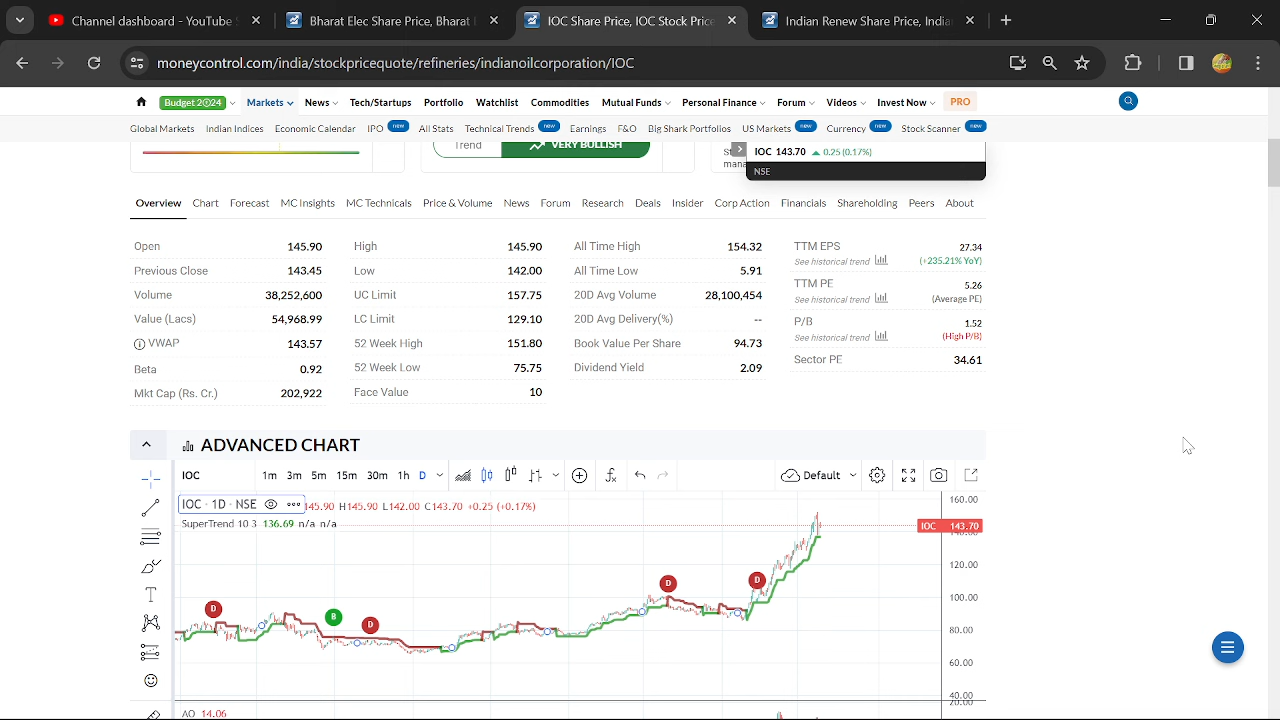 Channel dashboard - YouTube
Bharat Elec Share Price, Bharat
IOC Share Price, IOC Stock Price
Indian Renew Share Price, India
moneycontrol.com/india/stockpricequote/refineries/indianoilcorporation/IOC
Budget 2024 Markets News Tech/Startups Portfolio Watchlist Commodities Mutual Funds Personal Finance Forum Videos Invest Now PRO
Global Markets Indian Indices Economic Calendar IPO new All Stats Technical Trends new Earnings F&O Big Shark Portfolios US Markets new Currency new Stock Scanner new
Trend VERY BULLISH
IOC 143.70 0.25 (0.17%)
NSE
Overview Chart Forecast MC Insights MC Technicals Price & Volume News Forum Research Deals Insider Corp Action Financials Shareholding Peers About
Open 145.90
Previous Close 143.45
Volume 38,252,600
Value (Lacs) 54,968.99
VWAP 143.57
Beta 0.92
Mkt Cap (Rs. Cr.) 202,922
High 145.90
Low 142.00
UC Limit 157.75
LC Limit 129.10
52 Week High 151.80
52 Week Low 75.75
Face Value 10
All Time High 154.32
All Time Low 5.91
20D Avg Volume 28,100,454
20D Avg Delivery(%) --
Book Value Per Share 94.73
Dividend Yield 2.09
TTM EPS 27.34
See historical trend (+235.21% YoY)
TTM PE 5.26
See historical trend (Average PE)
P/B 1.52
See historical trend (High P/B)
Sector PE 34.61
ADVANCED CHART
IOC 1m 3m 5m 15m 30m 1h D Default
IOC · 1D · NSE 145.90 H145.90 L142.00 C143.70 +0.25 (+0.17%)
SuperTrend 10 3 136.69 n/a n/a
160.00
IOC 143.70
140.00
120.00
100.00
80.00
60.00
40.00
20.00
D
B
D
D
D
AO 14.06